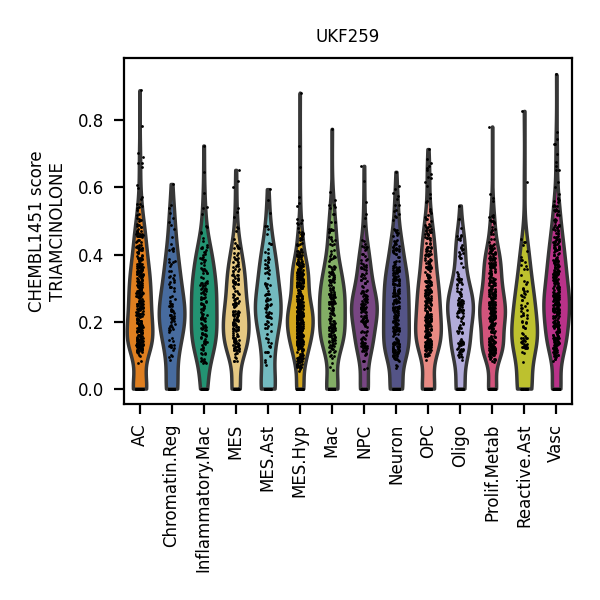 UKF259
CHEMBL1451 score
TRIAMCINOLONE
0.8
0.6
0.4
0.2
0.0
AC
Chromatin.Reg
Inflammatory.Mac
MES
MES.Ast
MES.Hyp
Mac
NPC
Neuron
OPC
Oligo
Prolif.Metab
Reactive.Ast
Vasc